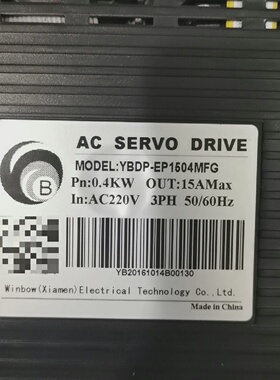 AC SERVO DRIVE
B
MODEL:YBDP-EP1504MFG
Pn:0.4KW OUT:15AMax
In:AC220V 3PH 50/60Hz
YB20161014B00130
Winbow(Xiamen)Electrical Technology Co.,Ltd.
Made in China